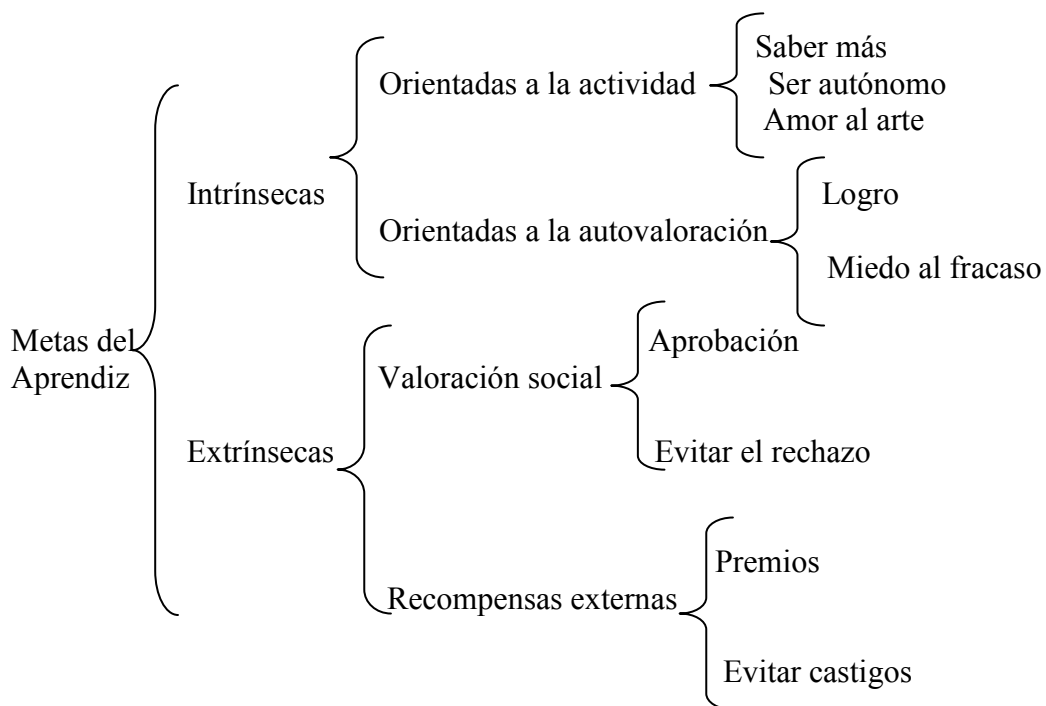 Saber más
Orientadas a la actividad
Ser autónomo
Amor al arte
Intrínsecas
Logro
Orientadas a la autovaloración
Miedo al fracaso
Metas del
Aprendiz
Aprobación
Valoración social
Extrínsecas
Evitar el rechazo
Premios
Recompensas externas
Evitar castigos